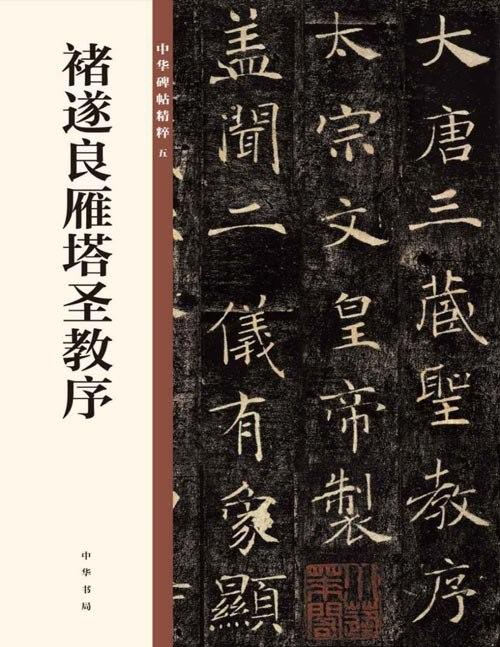 褚遂良雁塔圣教序
中华书局
中华碑帖精粹 五
大唐三藏聖教序
太宗文皇帝製
盖聞二儀有象顯